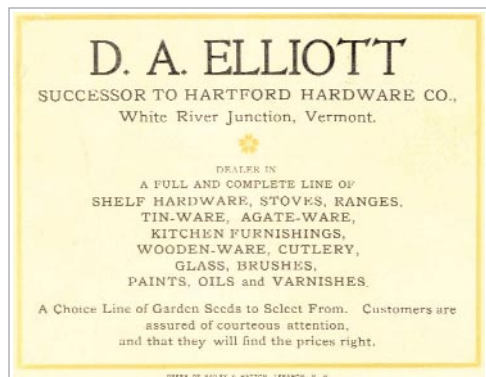 D. A. ELLIOTT
SUCCESSOR TO HARTFORD HARDWARE CO.,
White River Junction, Vermont.
DEALER IN
A FULL AND COMPLETE LINE OF
SHELF HARDWARE, STOVES, RANGES,
TIN-WARE, AGATE-WARE,
KITCHEN FURNISHINGS,
WOODEN-WARE, CUTLERY,
GLASS, BRUSHES,
PAINTS, OILS and VARNISHES.
A Choice Line of Garden Seeds to Select From. Customers are
assured of courteous attention,
and that they will find the prices right.